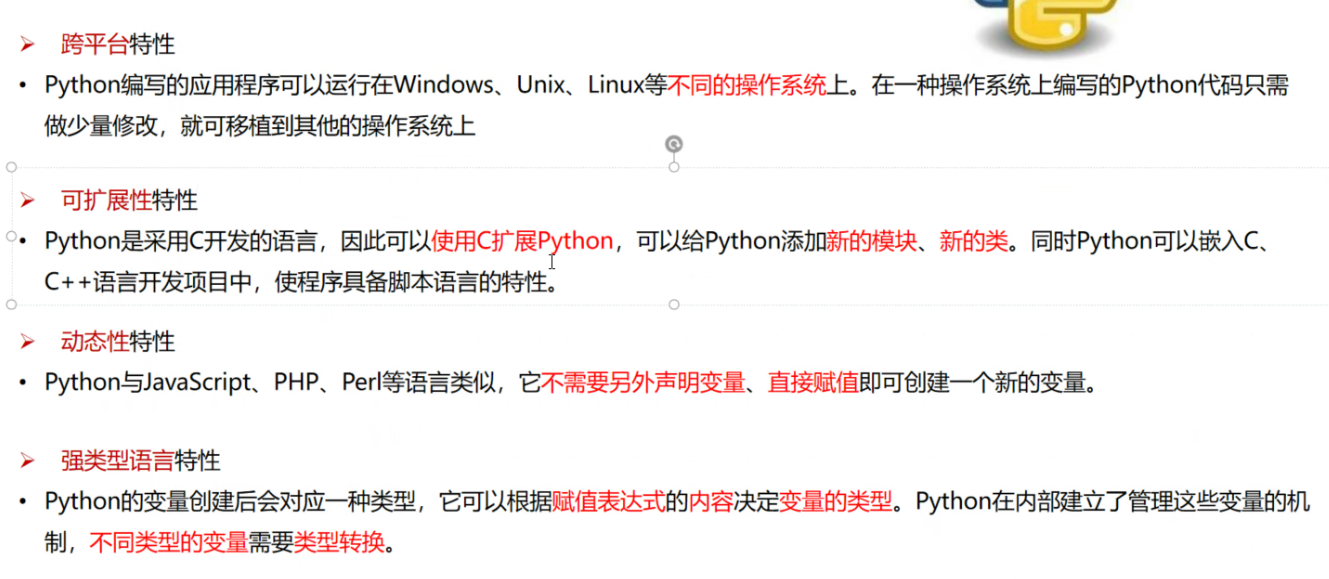 跨平台特性
Python编写的应用程序可以运行在Windows、Unix、Linux等不同的操作系统上。在一种操作系统上编写的Python代码只需
做少量修改，就可移植到其他的操作系统上
可扩展性特性
Python是采用C开发的语言，因此可以使用C扩展Python，可以给Python添加新的模块、新的类。同时Python可以嵌入C、
C++语言开发项目中，使程序具备脚本语言的特性。
动态性特性
Python与JavaScript、PHP、Perl等语言类似，它不需要另外声明变量、直接赋值即可创建一个新的变量。
强类型语言特性
Python的变量创建后会对应一种类型，它可以根据赋值表达式的内容决定变量的类型。Python在内部建立了管理这些变量的机
制，不同类型的变量需要类型转换。